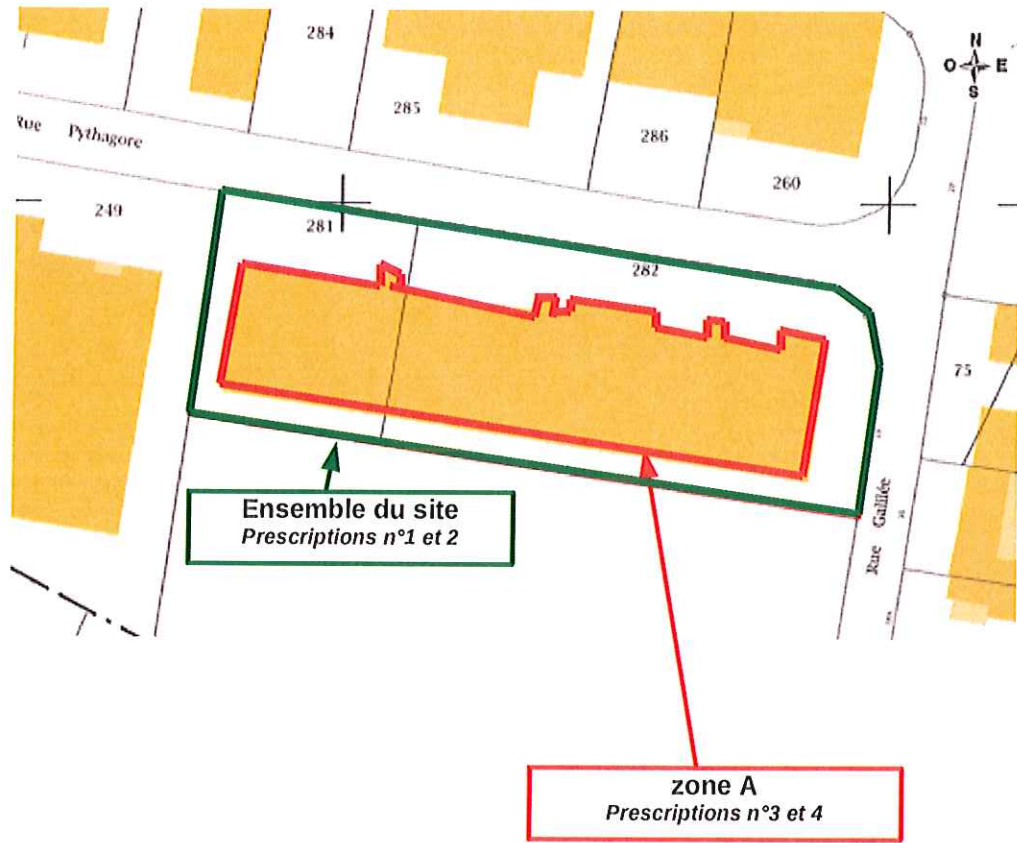 284
N
O E
S
285
286
Rue Pythagore
260
249
281
282
75
Ensemble du site
Prescriptions n°1 et 2
Rue Galilée
zone A
Prescriptions n°3 et 4